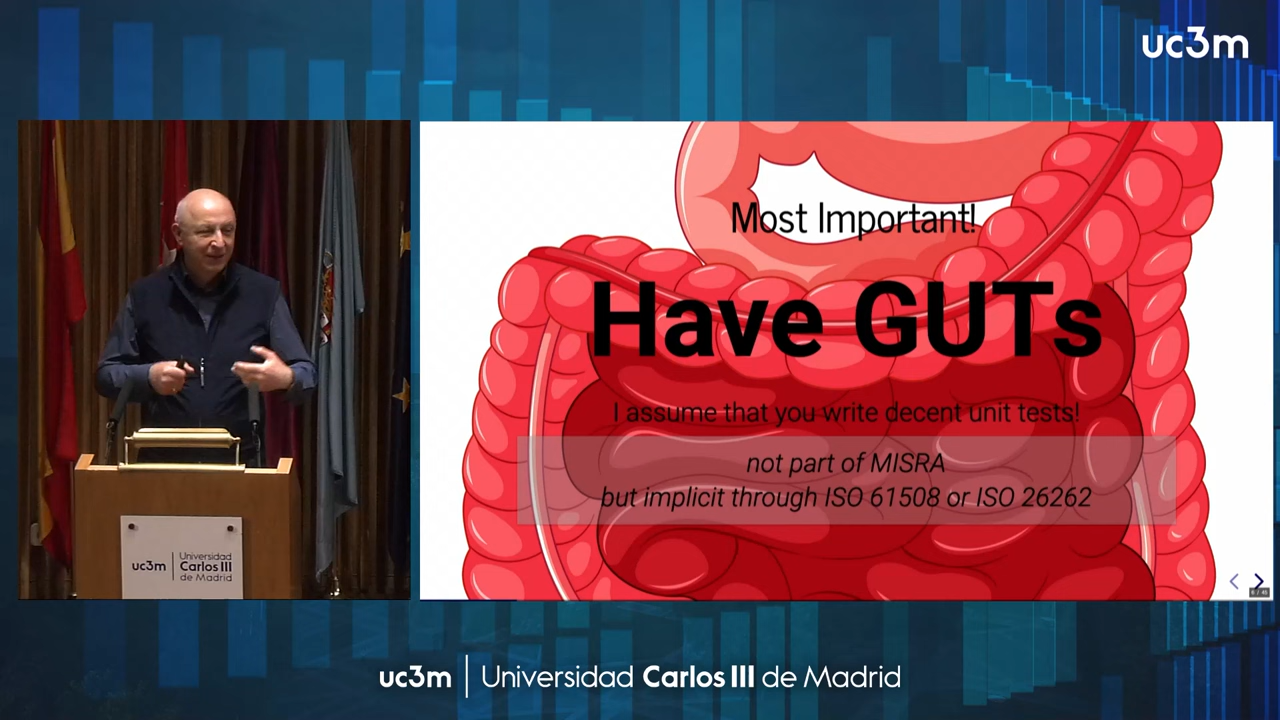 uc3m
Most Important!
Have GUTs
I assume that you write decent unit tests!
not part of MISRA
but implicit through ISO 61508 or ISO 26262
uc3m
Universidad
Carlos III
de Madrid
uc3m Universidad Carlos III de Madrid